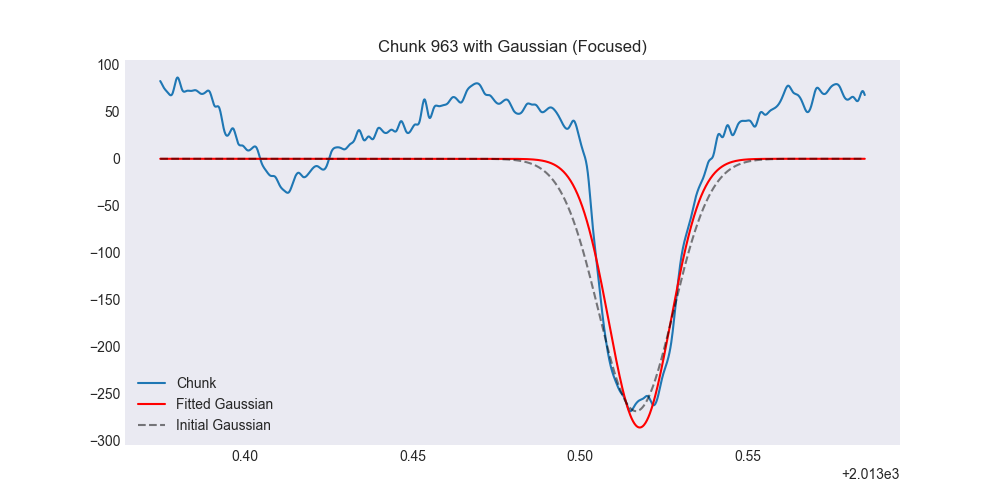 Chunk 963 with Gaussian (Focused)
100
50
0
−50
−100
−150
−200
−250
−300
Chunk
Fitted Gaussian
Initial Gaussian
0.40 0.45 0.50 0.55
+2.013e3